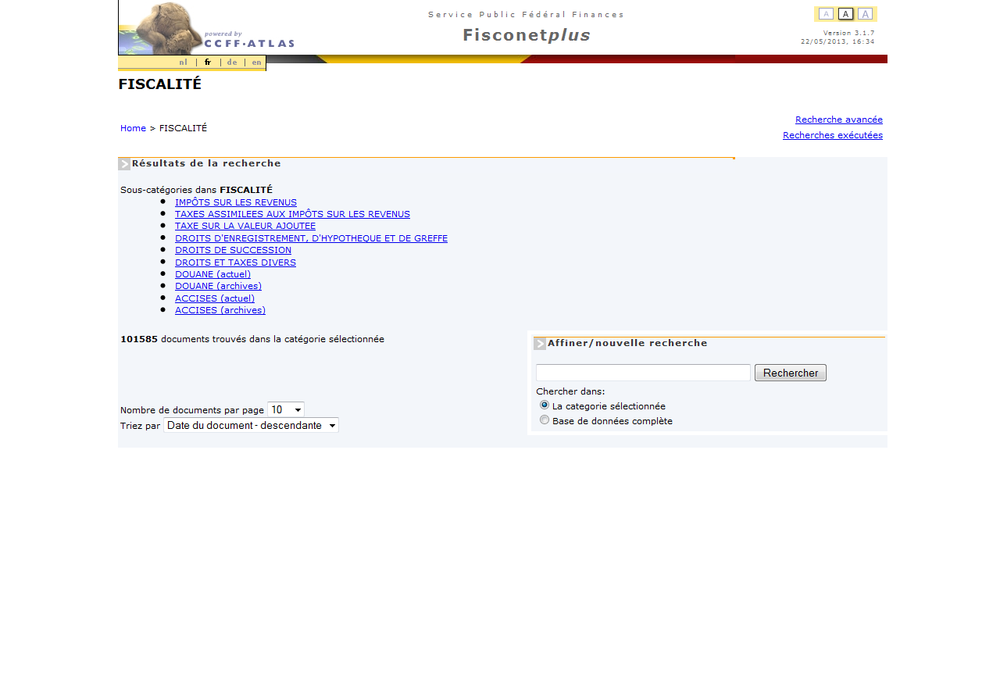 Service Public Fédéral Finances
A A A
Fisconetplus
powered by
CCFF·ATLAS
Version 3.1.7
22/05/2013, 16:34
nl | fr | de | en
FISCALITÉ
Recherche avancée
Home > FISCALITÉ
Recherches exécutées
Résultats de la recherche
Sous-catégories dans FISCALITÉ
IMPÔTS SUR LES REVENUS
TAXES ASSIMILEES AUX IMPÔTS SUR LES REVENUS
TAXE SUR LA VALEUR AJOUTEE
DROITS D'ENREGISTREMENT, D'HYPOTHEQUE ET DE GREFFE
DROITS DE SUCCESSION
DROITS ET TAXES DIVERS
DOUANE (actuel)
DOUANE (archives)
ACCISES (actuel)
ACCISES (archives)
101585 documents trouvés dans la catégorie sélectionnée
Nombre de documents par page 10
Triez par Date du document - descendante
Affiner/nouvelle recherche
Rechercher
Chercher dans:
La categorie sélectionnée
Base de données complète